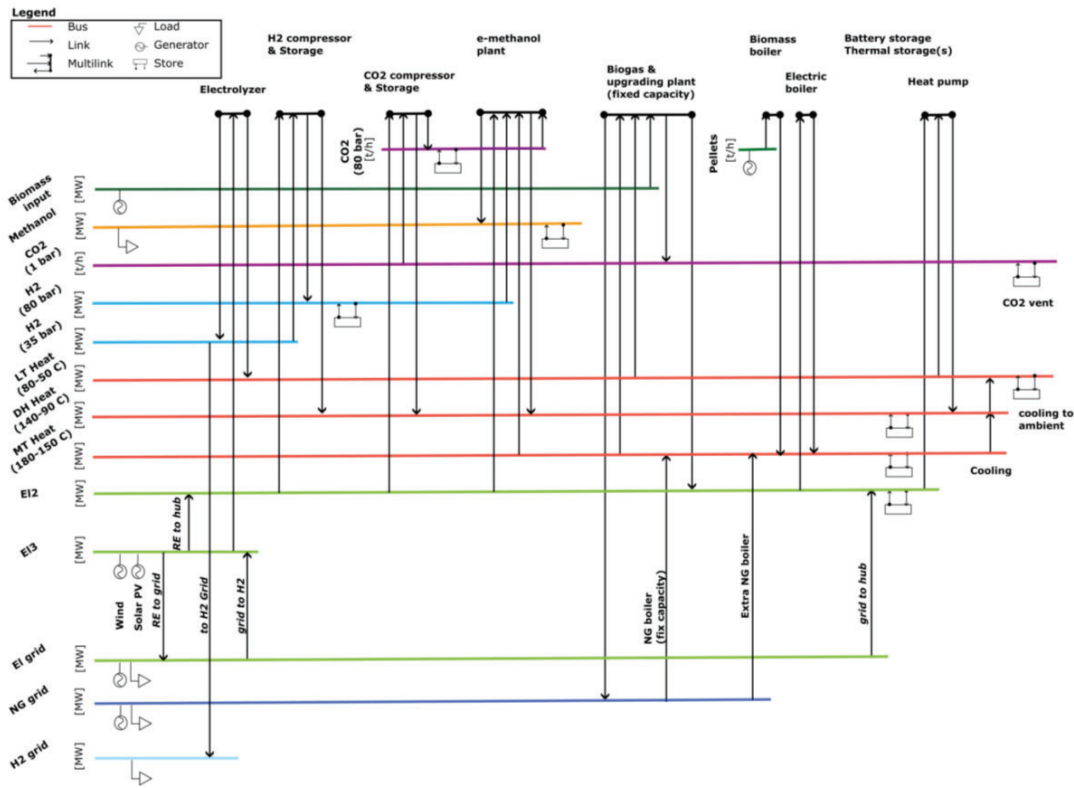 Legend
Bus
Link
Multilink
Load
Generator
Store
H2 compressor
& Storage
e-methanol
plant
Biomass
boiler
Battery storage
Thermal storage(s)
Electrolyzer
CO2 compressor
& Storage
Biogas &
upgrading plant
(fixed capacity)
Electric
boiler
Heat pump
CO2
(80 bar)
[t/h]
Pellets
[t/h]
Biomass
input
[MW]
Methanol
[MW]
CO2
(1 bar)
[t/h]
CO2 vent
H2
(80 bar)
[MW]
H2
(35 bar)
[MW]
LT Heat
(80-50 C)
[MW]
DH Heat
(140-90 C)
[MW]
cooling to
ambient
MT Heat
(180-150 C)
[MW]
Cooling
El2
[MW]
RE to hub
El3
[MW]
Wind
Solar PV
RE to grid
to H2 Grid
grid to H2
NG boiler
(fix capacity)
Extra NG boiler
grid to hub
El grid
[MW]
NG grid
[MW]
H2 grid
[MW]